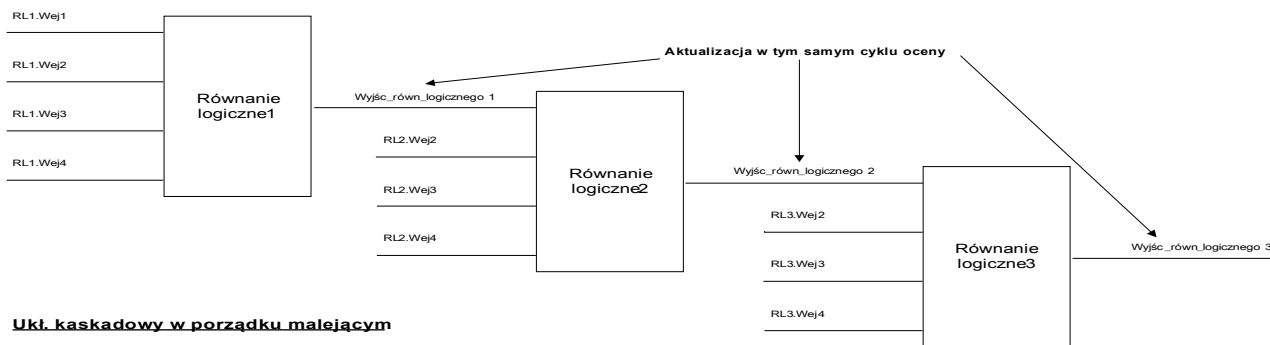 RL1.Wej1
RL1.Wej2
RL1.Wej3
RL1.Wej4
Równanie
logiczne1
Aktualizacja w tym samym cyklu oceny
Wyjśc_równ_logicznego 1
RL2.Wej2
RL2.Wej3
RL2.Wej4
Równanie
logiczne2
Wyjśc_równ_logicznego 2
RL3.Wej2
RL3.Wej3
RL3.Wej4
Równanie
logiczne3
Wyjśc_równ_logicznego 3
Ukł. kaskadowy w porządku malejącym